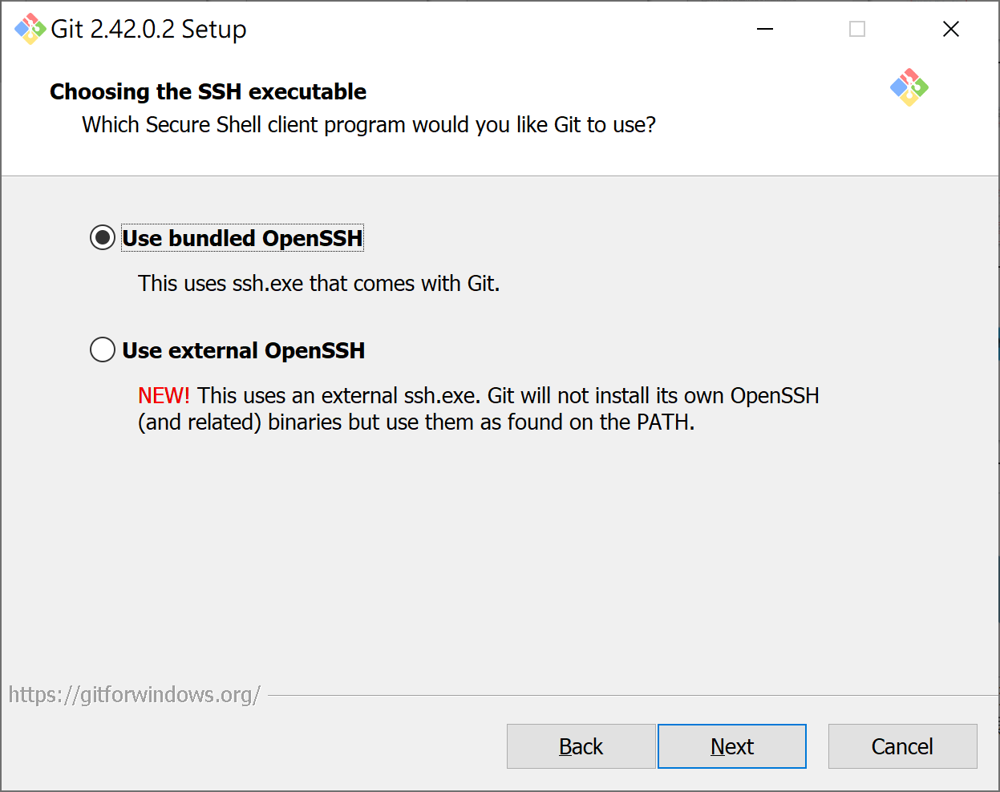 Git 2.42.0.2 Setup
Choosing the SSH executable
Which Secure Shell client program would you like Git to use?
Use bundled OpenSSH
This uses ssh.exe that comes with Git.
Use external OpenSSH
NEW! This uses an external ssh.exe. Git will not install its own OpenSSH
(and related) binaries but use them as found on the PATH.
https://gitforwindows.org/
Back
Next
Cancel